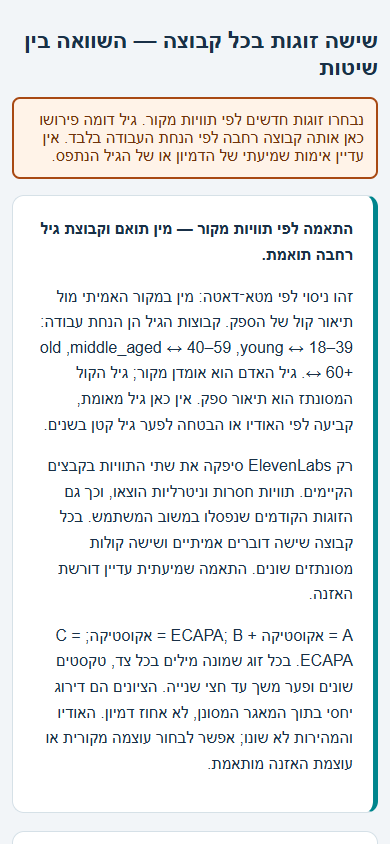 שישה זוגות בכל קבוצה — השוואה בין
שיטות
נבחרו זוגות חדשים לפי תוויות מקור. גיל דומה פירושו
כאן אותה קבוצה רחבה לפי הנחת העבודה בלבד. אין
עדיין אימות שמיעתי של הדמיון או של הגיל הנתפס.
התאמה לפי תוויות מקור — מין תואם וקבוצת גיל
רחבה תואמת.
זהו ניסוי לפי מטא־דאטה: מין במקור האמיתי מול
תיאור קול של הספק. קבוצות הגיל הן הנחת עבודה:
18–39 ↔ young, 40–59 ↔ middle_aged, old
↔ 60+. גיל האדם הוא אומדן מקור; גיל הקול
המסונתז הוא תיאור ספק. אין כאן גיל מאומת,
קביעה לפי האודיו או הבטחה לפער גיל קטן בשנים.
רק ElevenLabs סיפקה את שתי התוויות בקבצים
הקיימים. תוויות חסרות וניטרליות הוצאו, וכך גם
הזוגות הקודמים שנפסלו במשוב המשתמש. בכל
קבוצה שישה דוברים אמיתיים ושישה קולות
מסונתזים שונים. התאמה שמיעתית עדיין דורשת
האזנה.
A = אקוסטיקה + ECAPA; B = אקוסטיקה; C =
ECAPA. בכל זוג שמונה מילים בכל צד, טקסטים
שונים ופער משך עד חצי שנייה. הציונים הם דירוג
יחסי בתוך המאגר המסונן, לא אחוז דמיון. האודיו
והמהירות לא שונו; אפשר לבחור עוצמה מקורית או
עוצמת האזנה מותאמת.